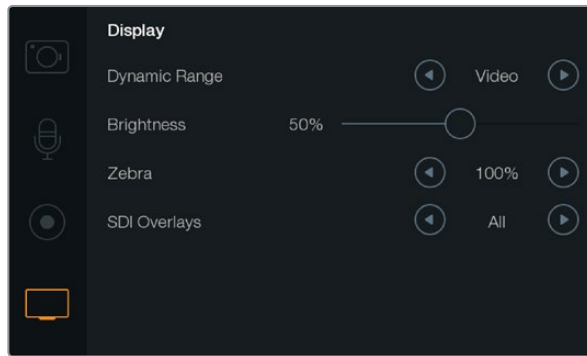 Display
Dynamic Range Video
Brightness 50%
Zebra 100%
SDI Overlays All